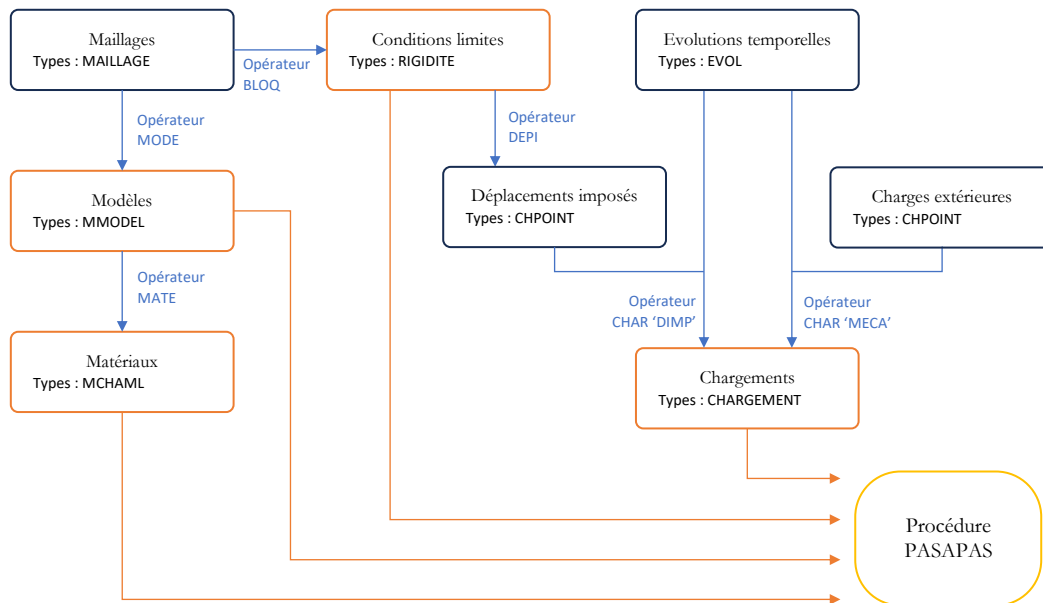 Maillages
Types : MAILLAGE
Opérateur
BLOQ
Conditions limites
Types : RIGIDITE
Evolutions temporelles
Types : EVOL
Opérateur
MODE
Opérateur
DEPI
Modèles
Types : MMODEL
Déplacements imposés
Types : CHPOINT
Charges extérieures
Types : CHPOINT
Opérateur
MATE
Opérateur
CHAR ‘DIMP’
Opérateur
CHAR ‘MECA’
Matériaux
Types : MCHAML
Chargements
Types : CHARGEMENT
Procédure
PASAPAS